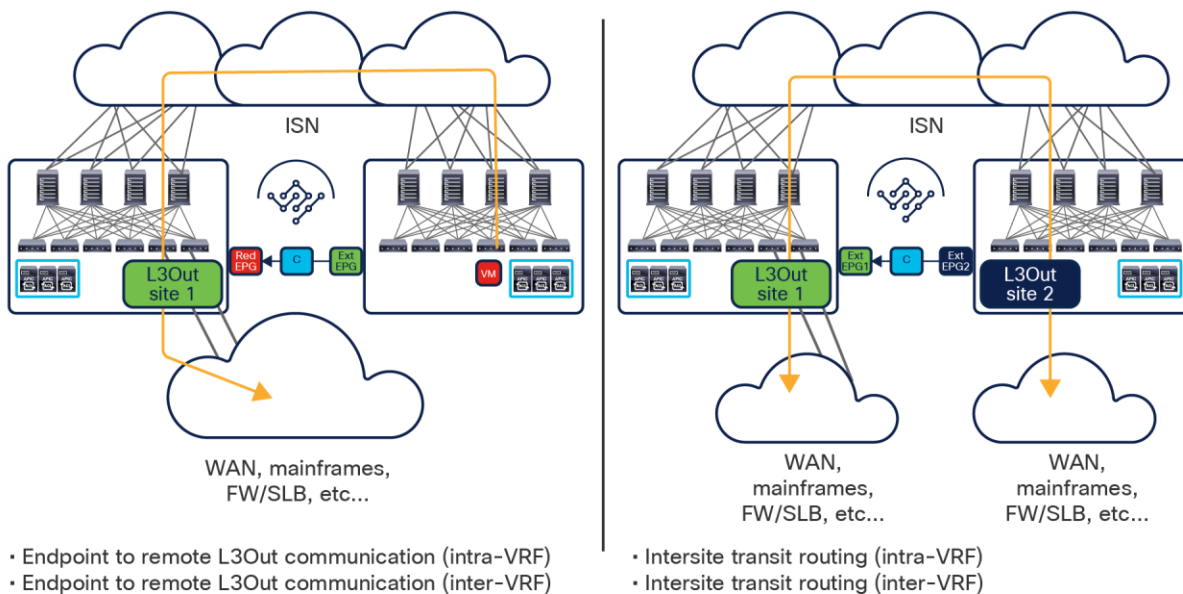 ISN
Red
EPG
C
Ext
EPG
VM
L3Out
site 1
WAN, mainframes,
FW/SLB, etc...
· Endpoint to remote L3Out communication (intra-VRF)
· Endpoint to remote L3Out communication (inter-VRF)
ISN
Ext
EPG1
C
Ext
EPG2
L3Out
site 1
L3Out
site 2
WAN,
mainframes,
FW/SLB, etc...
WAN,
mainframes,
FW/SLB, etc...
· Intersite transit routing (intra-VRF)
· Intersite transit routing (inter-VRF)